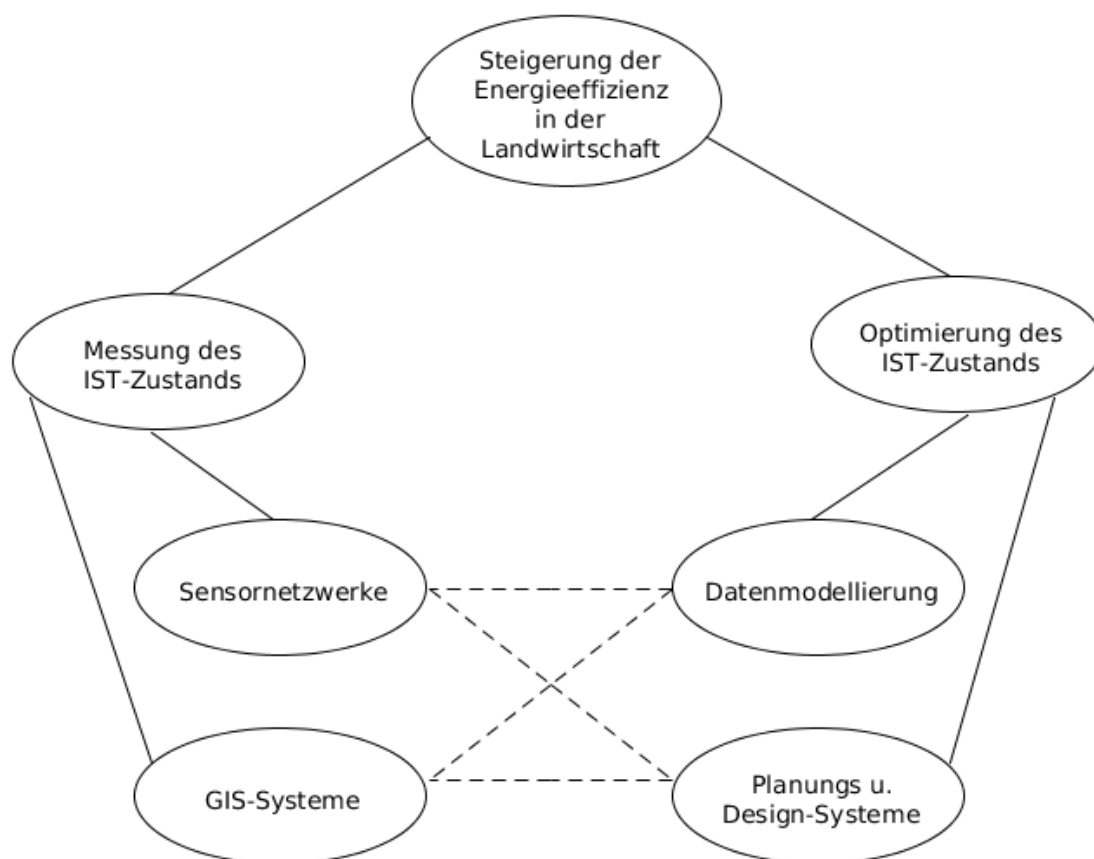 Steigerung der
Energieeffizienz
in der
Landwirtschaft
Messung des
IST-Zustands
Optimierung des
IST-Zustands
Sensornetzwerke
Datenmodellierung
GIS-Systeme
Planungs u.
Design-Systeme